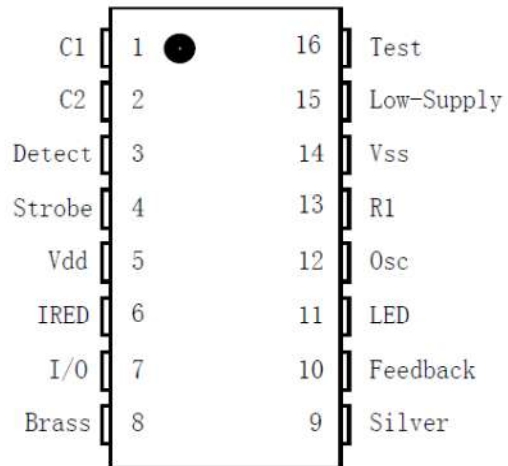 C1 1 16 Test
C2 2 15 Low-Supply
Detect 3 14 Vss
Strobe 4 13 R1
Vdd 5 12 Osc
IRED 6 11 LED
I/O 7 10 Feedback
Brass 8 9 Silver